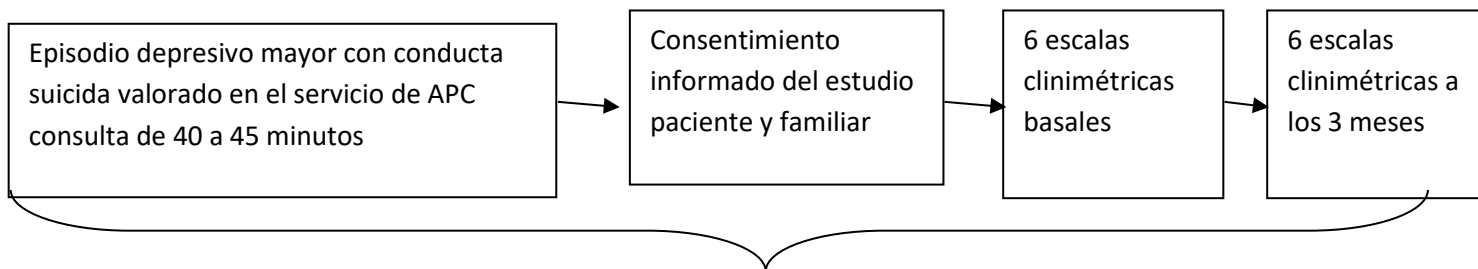 Episodio depresivo mayor con conducta
suicida valorado en el servicio de APC
consulta de 40 a 45 minutos
Consentimiento
informado del estudio
paciente y familiar
6 escalas
clinimétricas
basales
6 escalas
clinimétricas a
los 3 meses